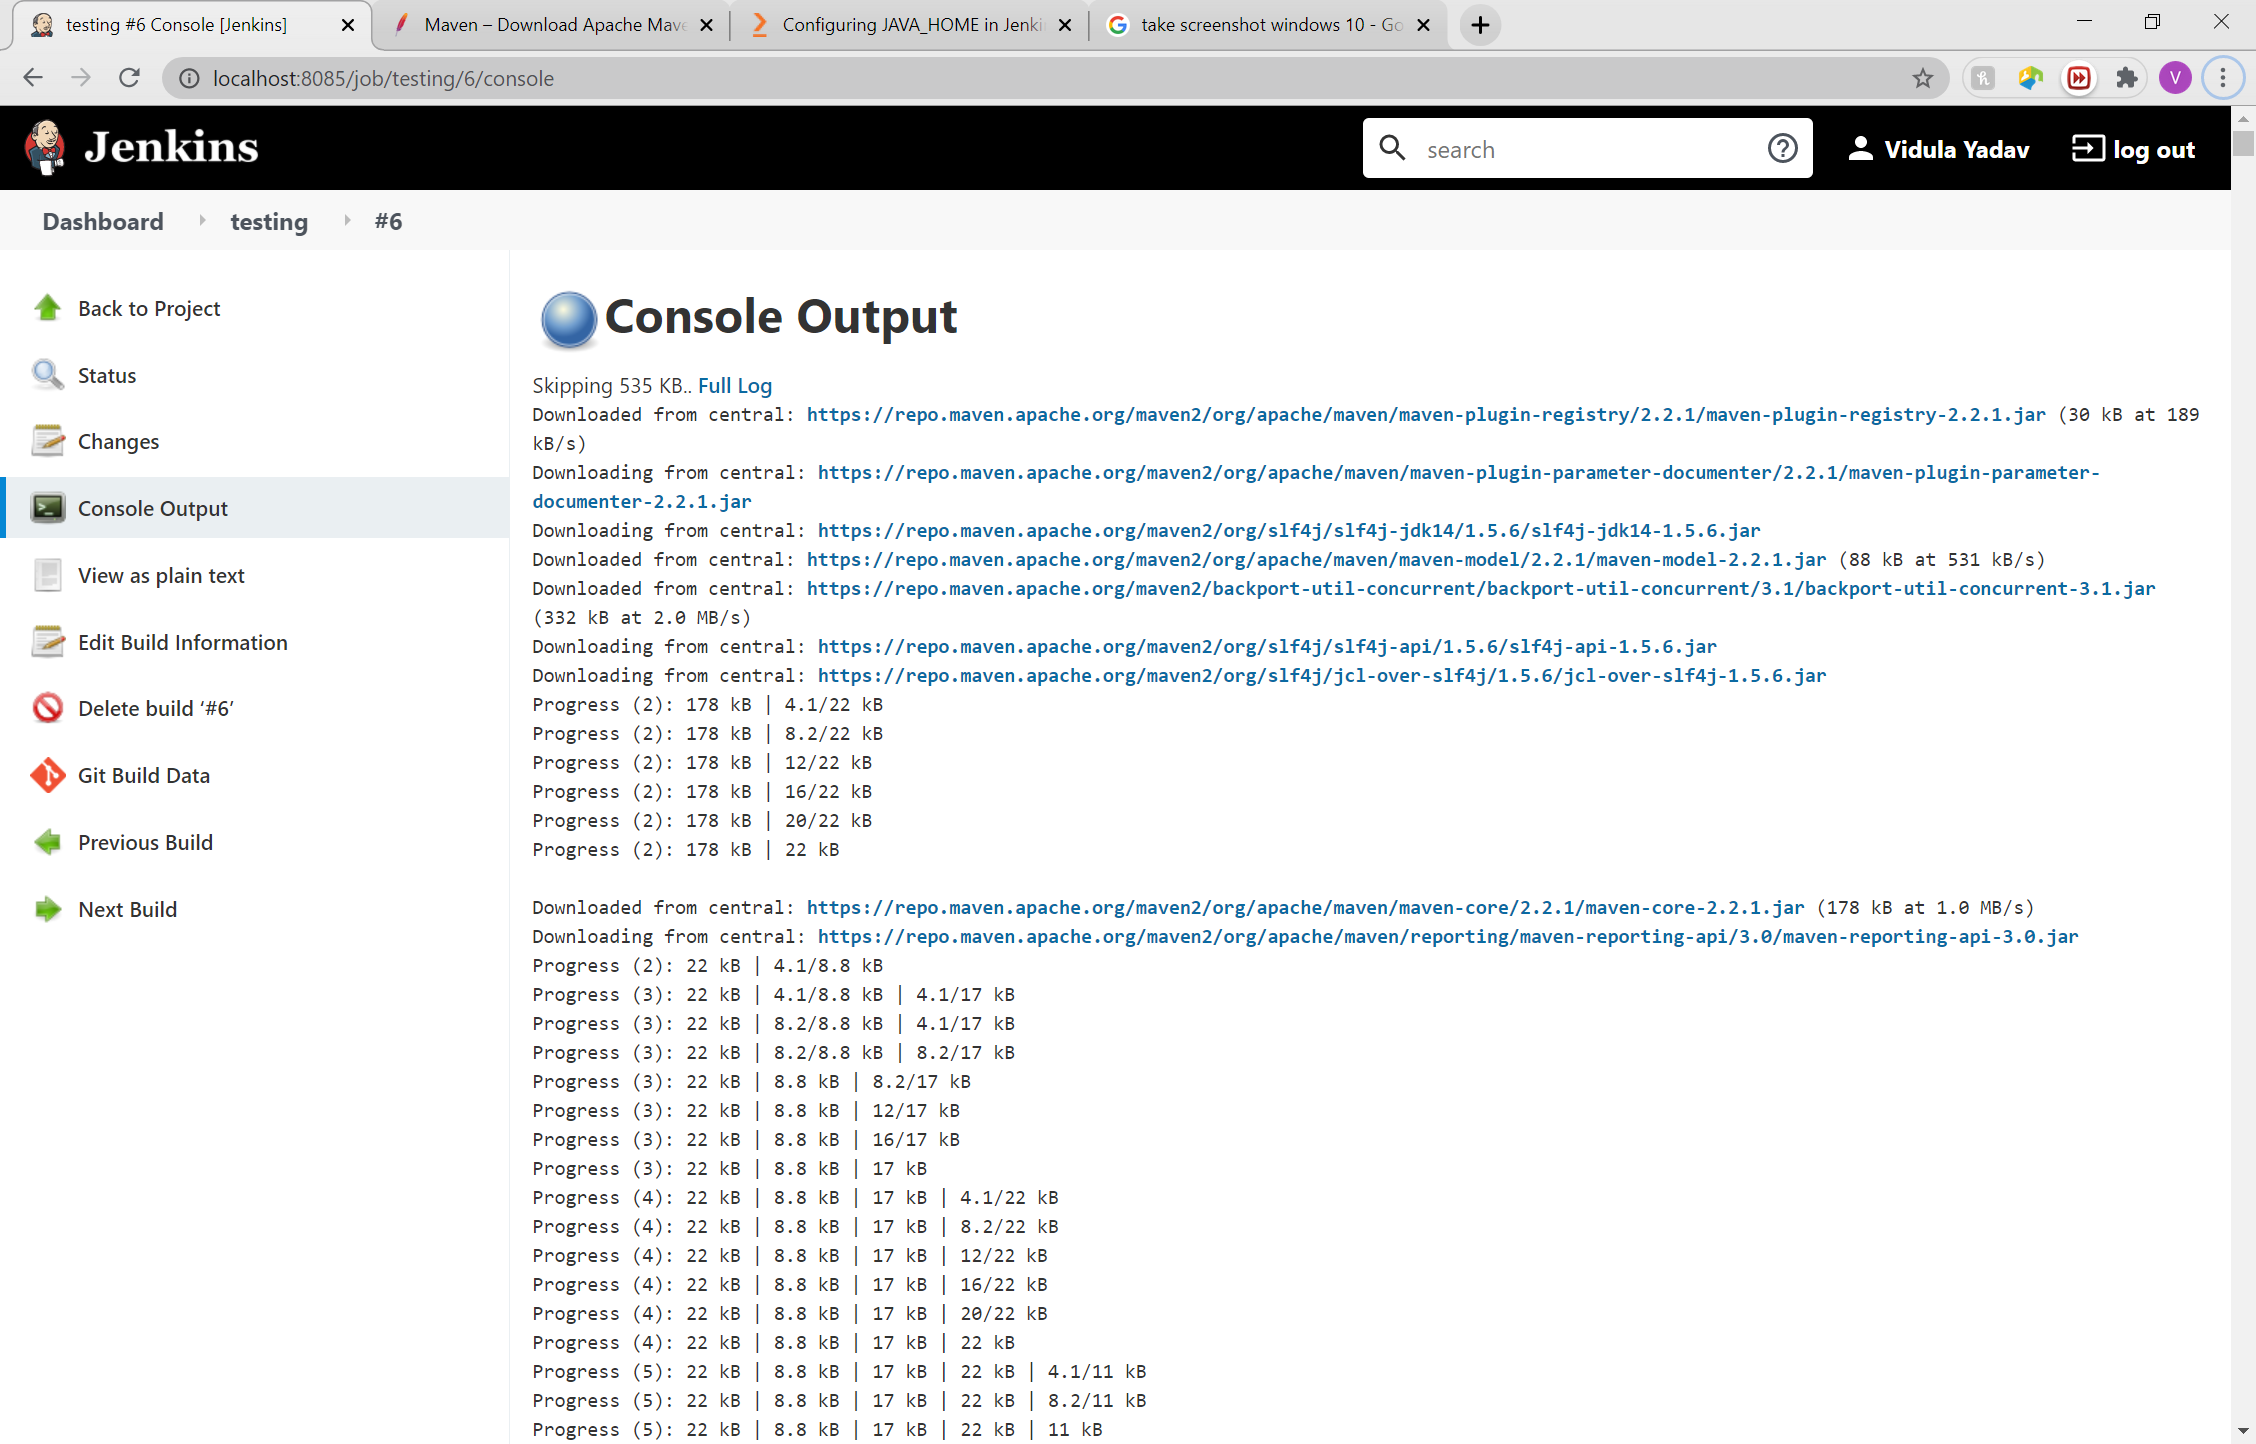 testing #6 Console [Jenkins]
Maven – Download Apache Mave
Configuring JAVA_HOME in Jenki
take screenshot windows 10 - Go
localhost:8085/job/testing/6/console
V
Jenkins
search
Vidula Yadav
log out
Dashboard
testing
#6
Back to Project
Status
Changes
Console Output
View as plain text
Edit Build Information
Delete build ‘#6’
Git Build Data
Previous Build
Next Build
Console Output
Skipping 535 KB.. Full Log
Downloaded from central: https://repo.maven.apache.org/maven2/org/apache/maven/maven-plugin-registry/2.2.1/maven-plugin-registry-2.2.1.jar (30 kB at 189
kB/s)
Downloading from central: https://repo.maven.apache.org/maven2/org/apache/maven/maven-plugin-parameter-documenter/2.2.1/maven-plugin-parameter-
documenter-2.2.1.jar
Downloading from central: https://repo.maven.apache.org/maven2/org/slf4j/slf4j-jdk14/1.5.6/slf4j-jdk14-1.5.6.jar
Downloaded from central: https://repo.maven.apache.org/maven2/org/apache/maven/maven-model/2.2.1/maven-model-2.2.1.jar (88 kB at 531 kB/s)
Downloaded from central: https://repo.maven.apache.org/maven2/backport-util-concurrent/backport-util-concurrent/3.1/backport-util-concurrent-3.1.jar
(332 kB at 2.0 MB/s)
Downloading from central: https://repo.maven.apache.org/maven2/org/slf4j/slf4j-api/1.5.6/slf4j-api-1.5.6.jar
Downloading from central: https://repo.maven.apache.org/maven2/org/slf4j/jcl-over-slf4j/1.5.6/jcl-over-slf4j-1.5.6.jar
Progress (2): 178 kB | 4.1/22 kB
Progress (2): 178 kB | 8.2/22 kB
Progress (2): 178 kB | 12/22 kB
Progress (2): 178 kB | 16/22 kB
Progress (2): 178 kB | 20/22 kB
Progress (2): 178 kB | 22 kB
Downloaded from central: https://repo.maven.apache.org/maven2/org/apache/maven/maven-core/2.2.1/maven-core-2.2.1.jar (178 kB at 1.0 MB/s)
Downloading from central: https://repo.maven.apache.org/maven2/org/apache/maven/reporting/maven-reporting-api/3.0/maven-reporting-api-3.0.jar
Progress (2): 22 kB | 4.1/8.8 kB
Progress (3): 22 kB | 4.1/8.8 kB | 4.1/17 kB
Progress (3): 22 kB | 8.2/8.8 kB | 4.1/17 kB
Progress (3): 22 kB | 8.2/8.8 kB | 8.2/17 kB
Progress (3): 22 kB | 8.8 kB | 8.2/17 kB
Progress (3): 22 kB | 8.8 kB | 12/17 kB
Progress (3): 22 kB | 8.8 kB | 16/17 kB
Progress (3): 22 kB | 8.8 kB | 17 kB
Progress (4): 22 kB | 8.8 kB | 17 kB | 4.1/22 kB
Progress (4): 22 kB | 8.8 kB | 17 kB | 8.2/22 kB
Progress (4): 22 kB | 8.8 kB | 17 kB | 12/22 kB
Progress (4): 22 kB | 8.8 kB | 17 kB | 16/22 kB
Progress (4): 22 kB | 8.8 kB | 17 kB | 20/22 kB
Progress (4): 22 kB | 8.8 kB | 17 kB | 22 kB
Progress (5): 22 kB | 8.8 kB | 17 kB | 22 kB | 4.1/11 kB
Progress (5): 22 kB | 8.8 kB | 17 kB | 22 kB | 8.2/11 kB
Progress (5): 22 kB | 8.8 kB | 17 kB | 22 kB | 11 kB